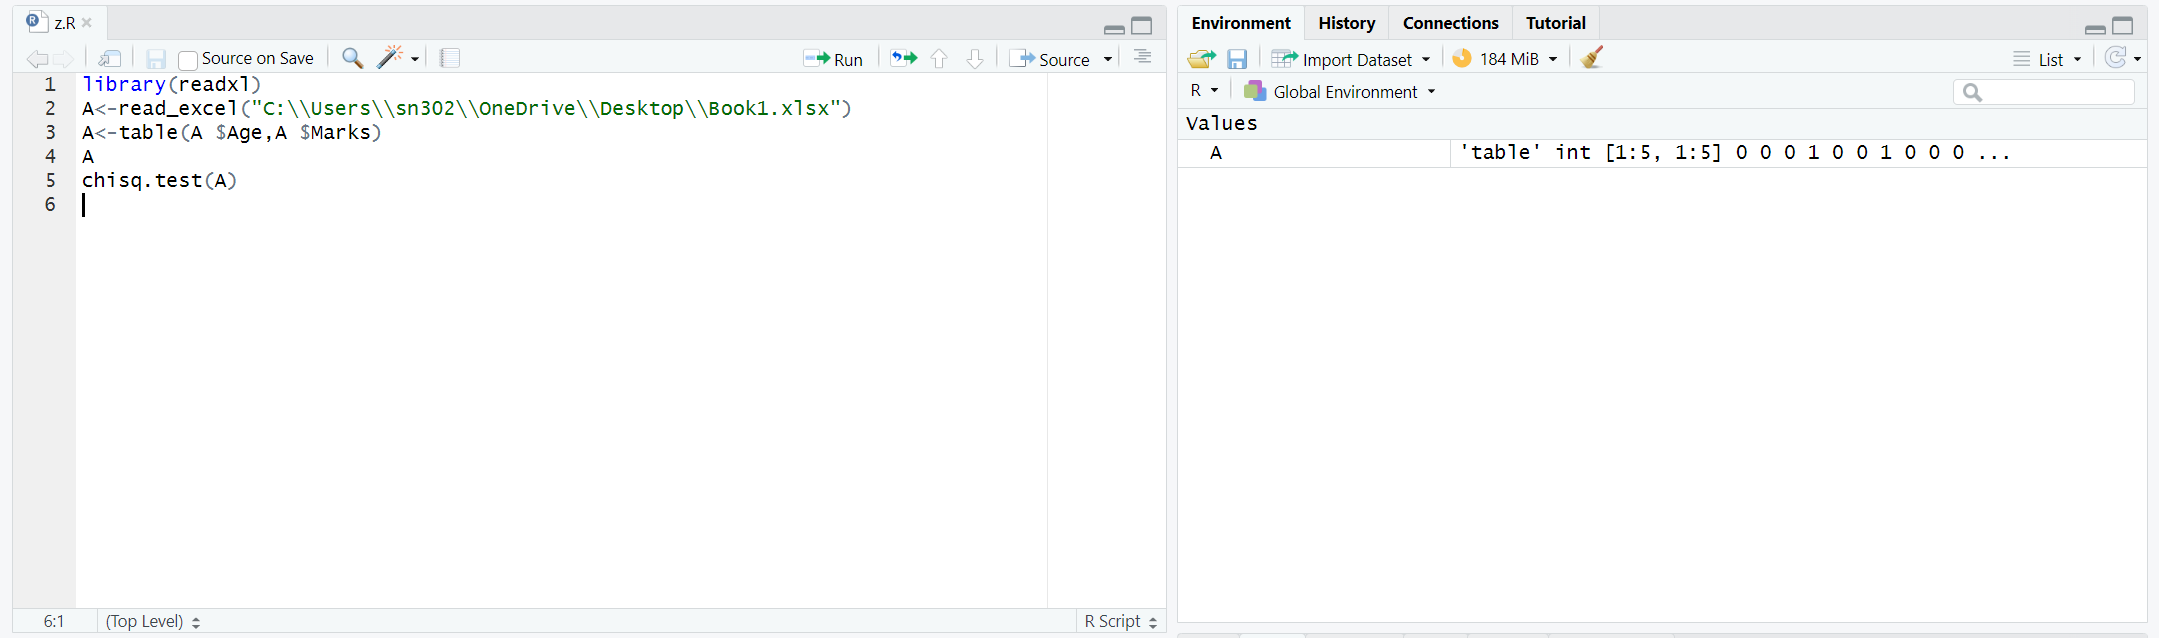 z.R
Source on Save
Run
Source
1 library(readxl)
2 A<-read_excel("C:\\Users\\sn302\\OneDrive\\Desktop\\Book1.xlsx")
3 A<-table(A $Age,A $Marks)
4 A
5 chisq.test(A)
6
6:1 (Top Level) R Script
Environment History Connections Tutorial
Import Dataset 184 MiB List
R Global Environment
Values
A 'table' int [1:5, 1:5] 0 0 0 1 0 0 1 0 0 0 ...